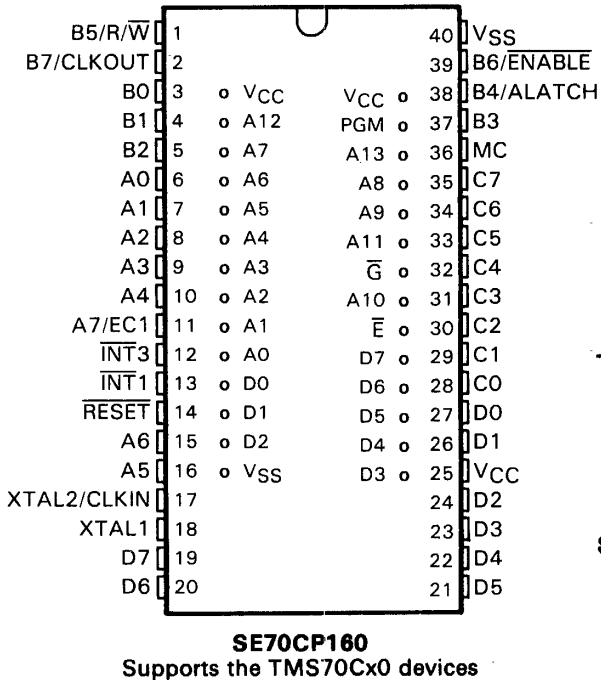 B5/R/W̅ 1 40 VSS
B7/CLKOUT 2 39 B6/E̅N̅A̅B̅L̅E̅
B0 3 o VCC VCC o 38 B4/ALATCH
B1 4 o A12 PGM o 37 B3
B2 5 o A7 A13 o 36 MC
A0 6 o A6 A8 o 35 C7
A1 7 o A5 A9 o 34 C6
A2 8 o A4 A11 o 33 C5
A3 9 o A3 G̅ o 32 C4
A4 10 o A2 A10 o 31 C3
A7/EC1 11 o A1 E̅ o 30 C2
I̅N̅T̅3 12 o A0 D7 o 29 C1
I̅N̅T̅1 13 o D0 D6 o 28 C0
R̅E̅S̅E̅T̅ 14 o D1 D5 o 27 D0
A6 15 o D2 D4 o 26 D1
A5 16 o VSS D3 o 25 VCC
XTAL2/CLKIN 17 24 D2
XTAL1 18 23 D3
D7 19 22 D4
D6 20 21 D5
SE70CP160
Supports the TMS70Cx0 devices